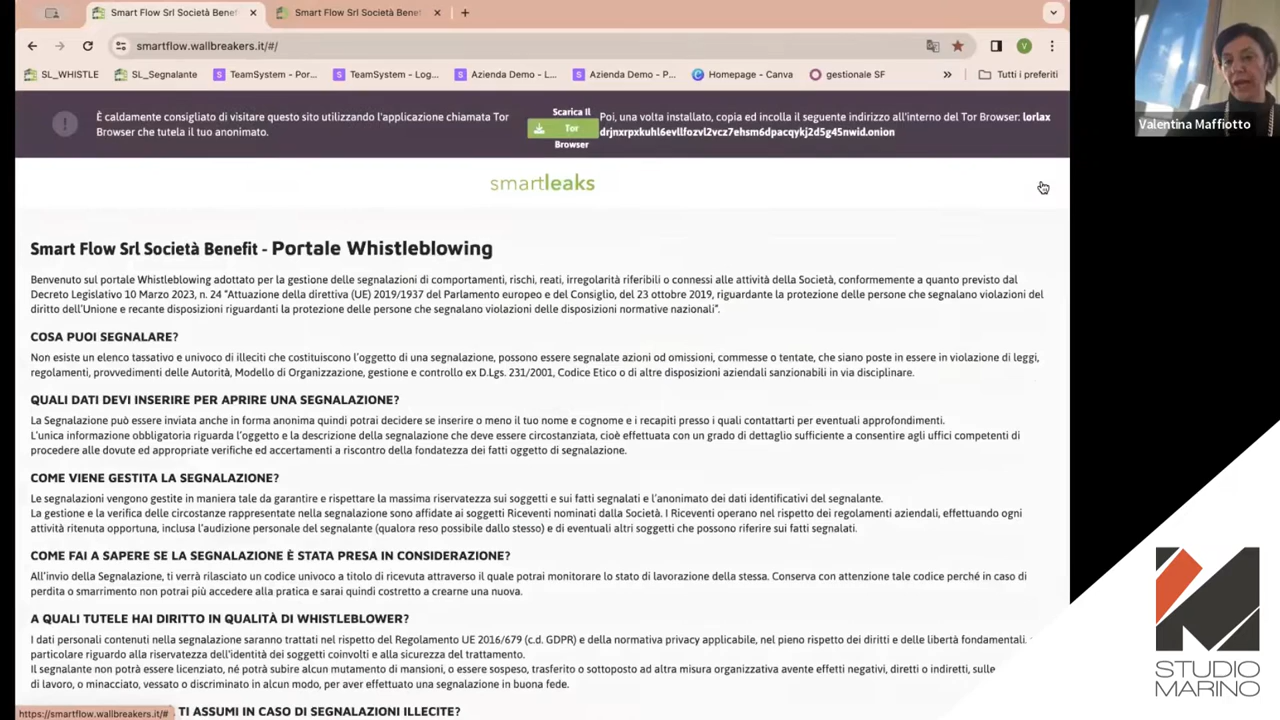 Smart Flow Srl Società Benef
Smart Flow Srl Società Benef
smartflow.wallbreakers.it/#/
SL_WHISTLE
SL_Segnalante
TeamSystem - Por...
TeamSystem - Log...
Azienda Demo - L...
Azienda Demo - P...
Homepage - Canva
gestionale SF
Tutti i preferiti
È caldamente consigliato di visitare questo sito utilizzando l'applicazione chiamata Tor
Browser che tutela il tuo anonimato.
Scarica Il
Tor
Browser
Poi, una volta installato, copia ed incolla il seguente indirizzo all'interno del Tor Browser: lorlax
drjnxrpxkuhl6evllfozvl2vcz7ehsm6dpacqykj2d5g45nwid.onion
Valentina Maffiotto
smartleaks
Smart Flow Srl Società Benefit - Portale Whistleblowing
Benvenuto sul portale Whistleblowing adottato per la gestione delle segnalazioni di comportamenti, rischi, reati, irregolarità riferibili o connessi alle attività della Società, conformemente a quanto previsto dal
Decreto Legislativo 10 Marzo 2023, n. 24 “Attuazione della direttiva (UE) 2019/1937 del Parlamento europeo e del Consiglio, del 23 ottobre 2019, riguardante la protezione delle persone che segnalano violazioni del
diritto dell’Unione e recante disposizioni riguardanti la protezione delle persone che segnalano violazioni delle disposizioni normative nazionali”.
COSA PUOI SEGNALARE?
Non esiste un elenco tassativo e univoco di illeciti che costituiscono l’oggetto di una segnalazione, possono essere segnalate azioni od omissioni, commesse o tentate, che siano poste in essere in violazione di leggi,
regolamenti, provvedimenti delle Autorità, Modello di Organizzazione, gestione e controllo ex D.Lgs. 231/2001, Codice Etico o di altre disposizioni aziendali sanzionabili in via disciplinare.
QUALI DATI DEVI INSERIRE PER APRIRE UNA SEGNALAZIONE?
La Segnalazione può essere inviata anche in forma anonima quindi potrai decidere se inserire o meno il tuo nome e cognome e i recapiti presso i quali contattarti per eventuali approfondimenti.
L’unica informazione obbligatoria riguarda l’oggetto e la descrizione della segnalazione che deve essere circostanziata, cioè effettuata con un grado di dettaglio sufficiente a consentire agli uffici competenti di
procedere alle dovute ed appropriate verifiche ed accertamenti a riscontro della fondatezza dei fatti oggetto di segnalazione.
COME VIENE GESTITA LA SEGNALAZIONE?
Le segnalazioni vengono gestite in maniera tale da garantire e rispettare la massima riservatezza sui soggetti e sui fatti segnalati e l’anonimato dei dati identificativi del segnalante.
La gestione e la verifica delle circostanze rappresentate nella segnalazione sono affidate ai soggetti Riceventi nominati dalla Società. I Riceventi operano nel rispetto dei regolamenti aziendali, effettuando ogni
attività ritenuta opportuna, inclusa l’audizione personale del segnalante (qualora reso possibile dallo stesso) e di eventuali altri soggetti che possono riferire sui fatti segnalati.
COME FAI A SAPERE SE LA SEGNALAZIONE È STATA PRESA IN CONSIDERAZIONE?
All’invio della Segnalazione, ti verrà rilasciato un codice univoco a titolo di ricevuta attraverso il quale potrai monitorare lo stato di lavorazione della stessa. Conserva con attenzione tale codice perché in caso di
perdita o smarrimento non potrai più accedere alla pratica e sarai quindi costretto a crearne una nuova.
A QUALI TUTELE HAI DIRITTO IN QUALITÀ DI WHISTLEBLOWER?
I dati personali contenuti nella segnalazione saranno trattati nel rispetto del Regolamento UE 2016/679 (c.d. GDPR) e della normativa privacy applicabile, nel pieno rispetto dei diritti e delle libertà fondamentali.
particolare riguardo alla riservatezza dell’identità dei soggetti coinvolti e alla sicurezza del trattamento.
Il segnalante non potrà essere licenziato, né potrà subire alcun mutamento di mansioni, o essere sospeso, trasferito o sottoposto ad altra misura organizzativa avente effetti negativi, diretti o indiretti, sulle
di lavoro, o minacciato, vessato o discriminato in alcun modo, per aver effettuato una segnalazione in buona fede.
TI ASSUMI IN CASO DI SEGNALAZIONI ILLECITE?
https://smartflow.wallbreakers.it/#
STUDIO
MARINO